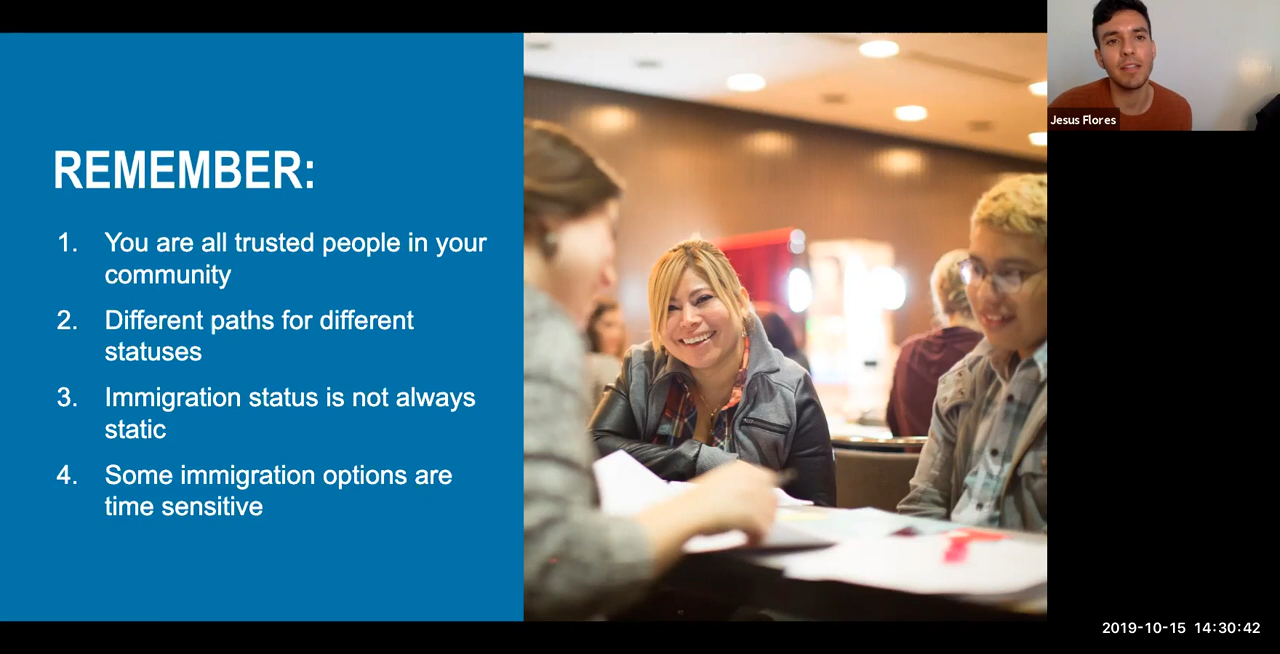 REMEMBER:
1. You are all trusted people in your
community
2. Different paths for different
statuses
3. Immigration status is not always
static
4. Some immigration options are
time sensitive
Jesus Flores
2019-10-15 14:30:42